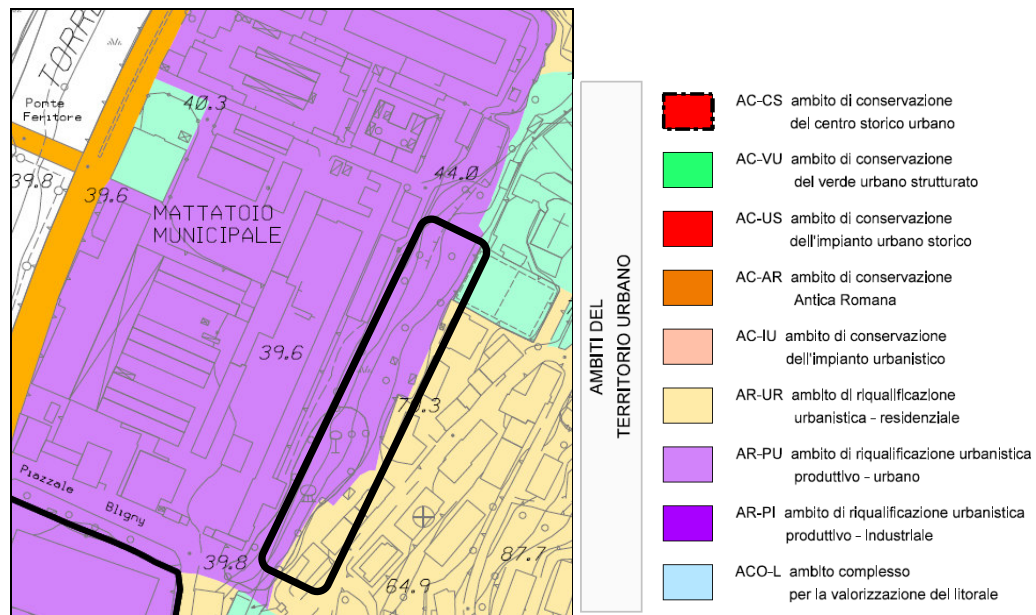 TORRE
Ponte
Feritore
40.3
39.8
39.6
44.0
MATTATOIO
MUNICIPALE
39.6
70.3
Piazzale Bligny
39.8
64.9
87.7
AMBITI DEL
TERRITORIO URBANO
AC-CS ambito di conservazione
del centro storico urbano
AC-VU ambito di conservazione
del verde urbano strutturato
AC-US ambito di conservazione
dell'impianto urbano storico
AC-AR ambito di conservazione
Antica Romana
AC-IU ambito di conservazione
dell'impianto urbanistico
AR-UR ambito di riqualificazione
urbanistica - residenziale
AR-PU ambito di riqualificazione urbanistica
produttivo - urbano
AR-PI ambito di riqualificazione urbanistica
produttivo - Industriale
ACO-L ambito complesso
per la valorizzazione del litorale